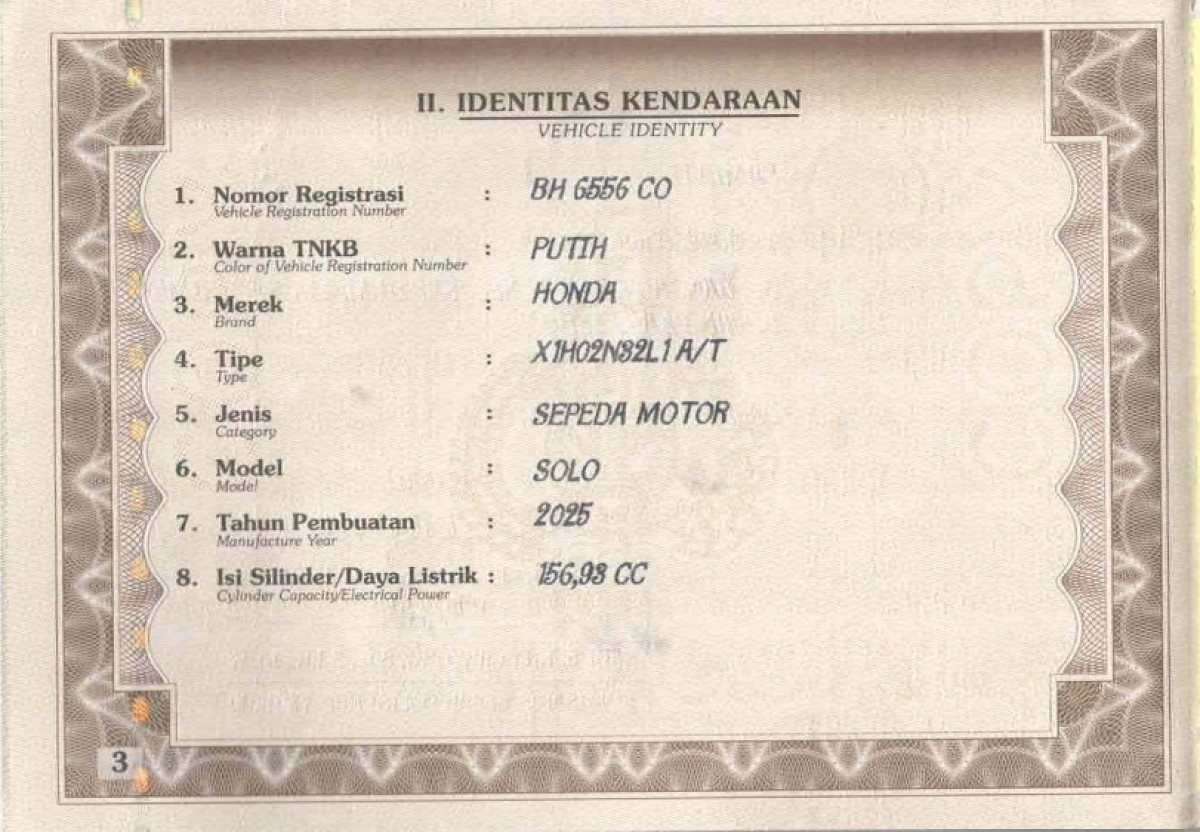 II. IDENTITAS KENDARAAN
VEHICLE IDENTITY
1. Nomor Registrasi : BH 6556 CO
Vehicle Registration Number
2. Warna TNKB : PUTIH
Color of Vehicle Registration Number
3. Merek : HONDA
Brand
4. Tipe : X1H02N32L1 A/T
Type
5. Jenis : SEPEDA MOTOR
Category
6. Model : SOLO
Model
7. Tahun Pembuatan : 2025
Manufacture Year
8. Isi Silinder/Daya Listrik : 156,93 CC
Cylinder Capacity/Electrical Power
3